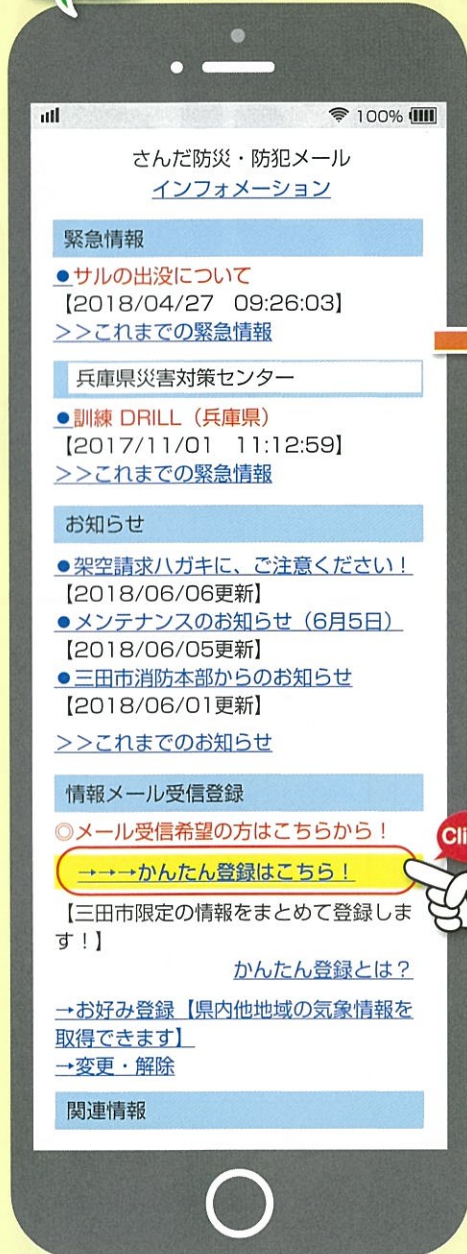 100%
さんだ防災・防犯メール
インフォメーション
緊急情報
●サルの出没について
【2018/04/27 09:26:03】
>>これまでの緊急情報
兵庫県災害対策センター
●訓練 DRILL（兵庫県）
【2017/11/01 11:12:59】
>>これまでの緊急情報
お知らせ
●架空請求ハガキに、ご注意ください！
【2018/06/06更新】
●メンテナンスのお知らせ（6月5日）
【2018/06/05更新】
●三田市消防本部からのお知らせ
【2018/06/01更新】
>>これまでのお知らせ
情報メール受信登録
◎メール受信希望の方はこちらから！
→→→かんたん登録はこちら！
Cli
【三田市限定の情報をまとめて登録しま
す！】
かんたん登録とは？
→お好み登録【県内他地域の気象情報を
取得できます】
→変更・解除
関連情報